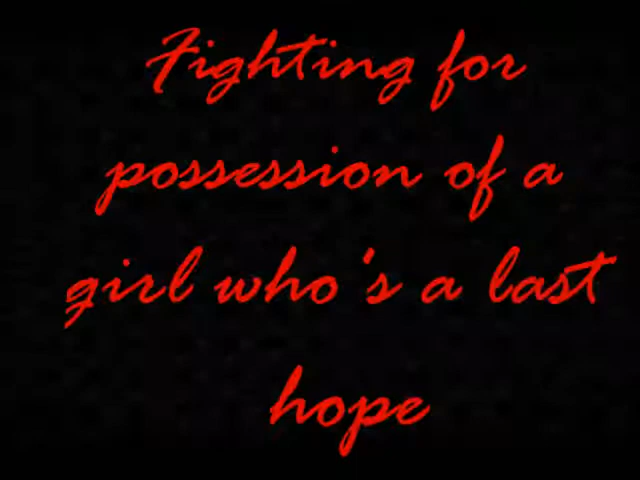 Fighting for
possession of a
girl who's a last
hope